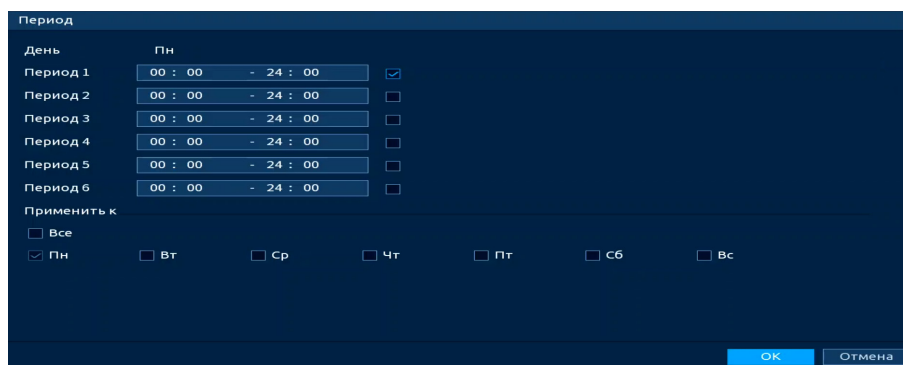 Период
День Пн
Период 1 00 : 00 - 24 : 00
Период 2 00 : 00 - 24 : 00
Период 3 00 : 00 - 24 : 00
Период 4 00 : 00 - 24 : 00
Период 5 00 : 00 - 24 : 00
Период 6 00 : 00 - 24 : 00
Применить к
Все
Пн Вт Ср Чт Пт Сб Вс
OK Отмена